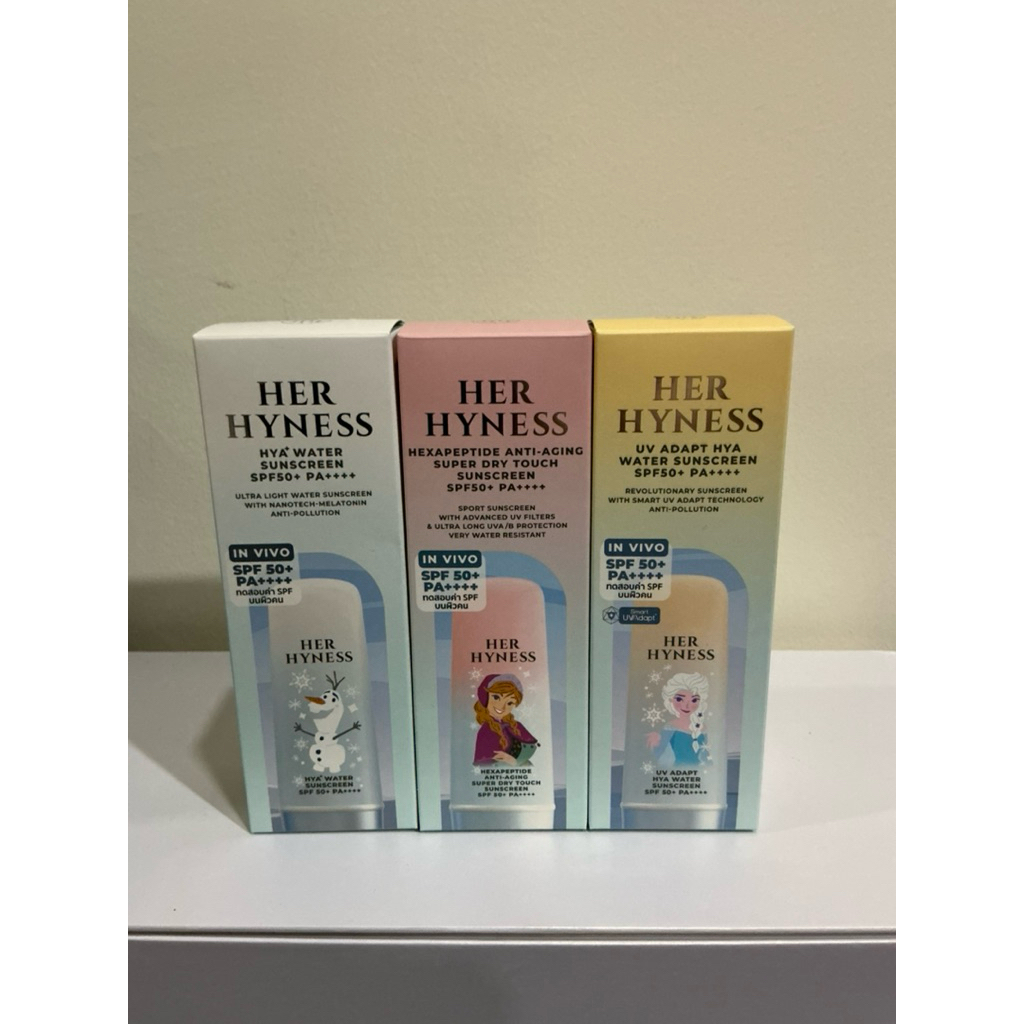 HER
HYNESS
HYA+ WATER
SUNSCREEN
SPF50+ PA++++
ULTRA LIGHT WATER SUNSCREEN
WITH NANOTECH-MELATONIN
ANTI-POLLUTION
IN VIVO
SPF 50+
PA++++
ทดสอบค่า SPF
บนผิวคน
HER
HYNESS
HYA+ WATER
SUNSCREEN
SPF 50+ PA++++
HER
HYNESS
HEXAPEPTIDE ANTI-AGING
SUPER DRY TOUCH
SUNSCREEN
SPF50+ PA++++
SPORT SUNSCREEN
WITH ADVANCED UV FILTERS
& ULTRA LONG UVA/B PROTECTION
VERY WATER RESISTANT
IN VIVO
SPF 50+
PA++++
ทดสอบค่า SPF
บนผิวคน
HER
HYNESS
HEXAPEPTIDE
ANTI-AGING
SUPER DRY TOUCH
SUNSCREEN
SPF 50+ PA++++
HER
HYNESS
UV ADAPT HYA
WATER SUNSCREEN
SPF50+ PA++++
REVOLUTIONARY SUNSCREEN
WITH SMART UV ADAPT TECHNOLOGY
ANTI-POLLUTION
IN VIVO
SPF 50+
PA++++
ทดสอบค่า SPF
บนผิวคน
Smart
UVAdapt
HER
HYNESS
UV ADAPT
HYA WATER
SUNSCREEN
SPF 50+ PA++++